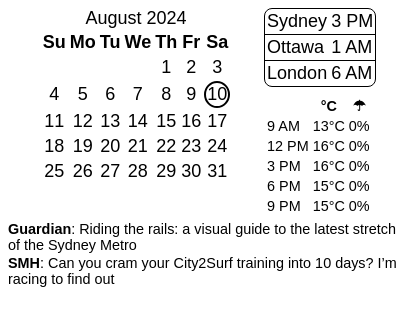 August 2024
Su Mo Tu We Th Fr Sa
1 2 3
4 5 6 7 8 9 10
11 12 13 14 15 16 17
18 19 20 21 22 23 24
25 26 27 28 29 30 31
Sydney 3 PM
Ottawa 1 AM
London 6 AM
°C ☂
9 AM 13°C 0%
12 PM 16°C 0%
3 PM 16°C 0%
6 PM 15°C 0%
9 PM 15°C 0%
Guardian: Riding the rails: a visual guide to the latest stretch
of the Sydney Metro
SMH: Can you cram your City2Surf training into 10 days? I’m
racing to find out